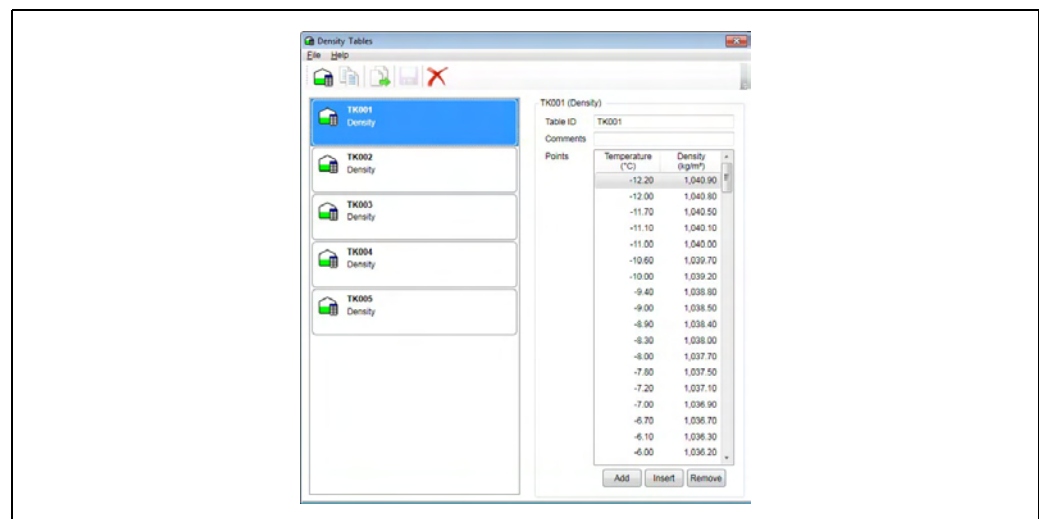 Density Tables
File Help
TK001
Density
TK002
Density
TK003
Density
TK004
Density
TK005
Density
TK001 (Density)
Table ID TK001
Comments
Points
Temperature Density
(°C) (kg/m³)
-12.20 1,040.90
-12.00 1,040.80
-11.70 1,040.50
-11.10 1,040.10
-11.00 1,040.00
-10.60 1,039.70
-10.00 1,039.20
-9.40 1,038.80
-9.00 1,038.50
-8.90 1,038.40
-8.30 1,038.00
-8.00 1,037.70
-7.80 1,037.50
-7.20 1,037.10
-7.00 1,036.90
-6.70 1,036.70
-6.10 1,036.30
-6.00 1,036.20
Add Insert Remove